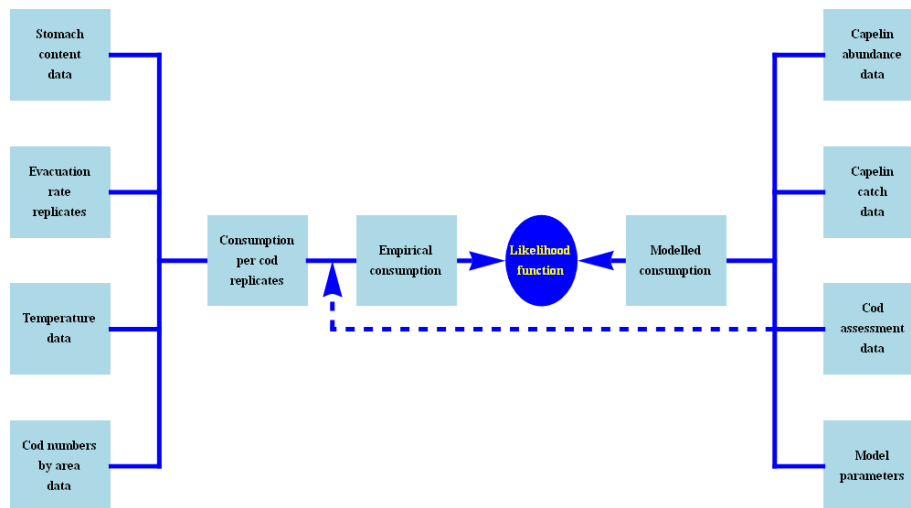 Stomach
content
data
Evacuation
rate
replicates
Temperature
data
Cod numbers
by area
data
Consumption
per cod
replicates
Empirical
consumption
Likelihood
function
Modelled
consumption
Capelin
abundance
data
Capelin
catch
data
Cod
assessment
data
Model
parameters